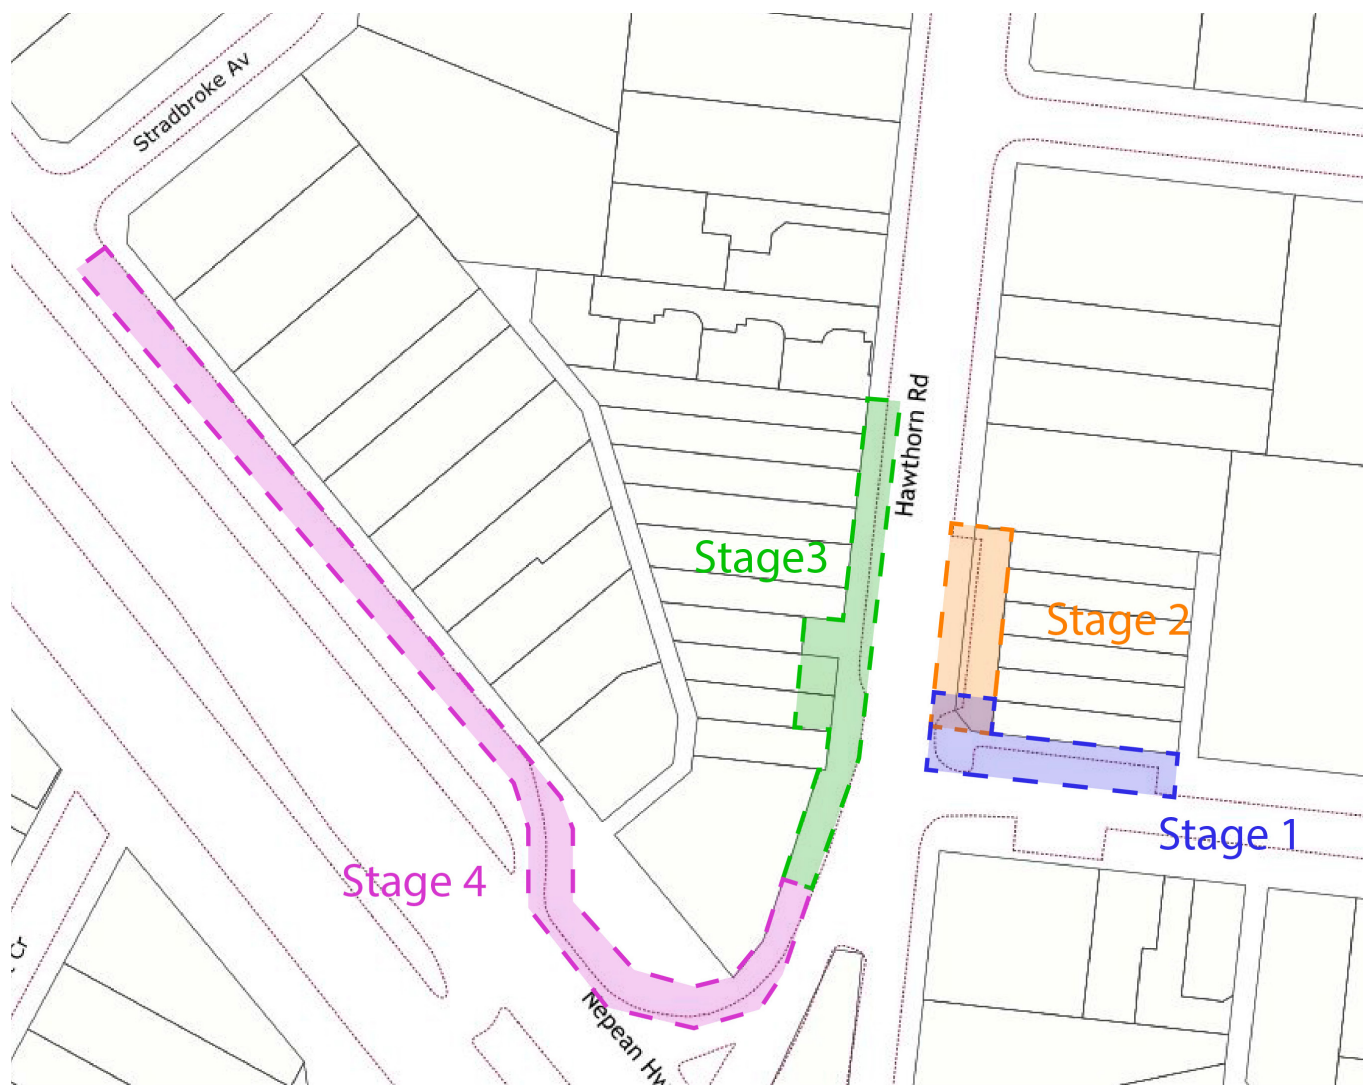 Stradbroke Av
Hawthorn Rd
Stage3
Stage 2
Stage 1
Stage 4
Cr
Nepean Hw